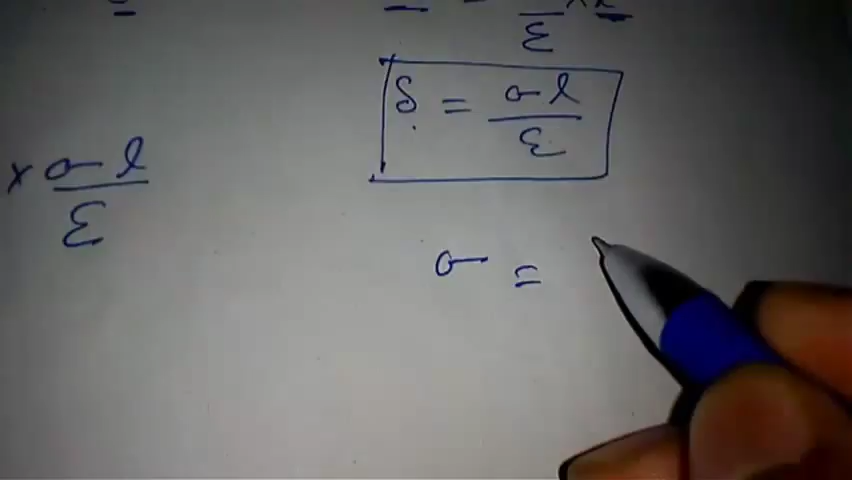 δ = σl/E
× σl/E
σ =